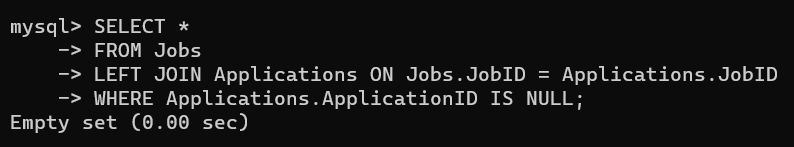 mysql> SELECT *
    -> FROM Jobs
    -> LEFT JOIN Applications ON Jobs.JobID = Applications.JobID
    -> WHERE Applications.ApplicationID IS NULL;
Empty set (0.00 sec)